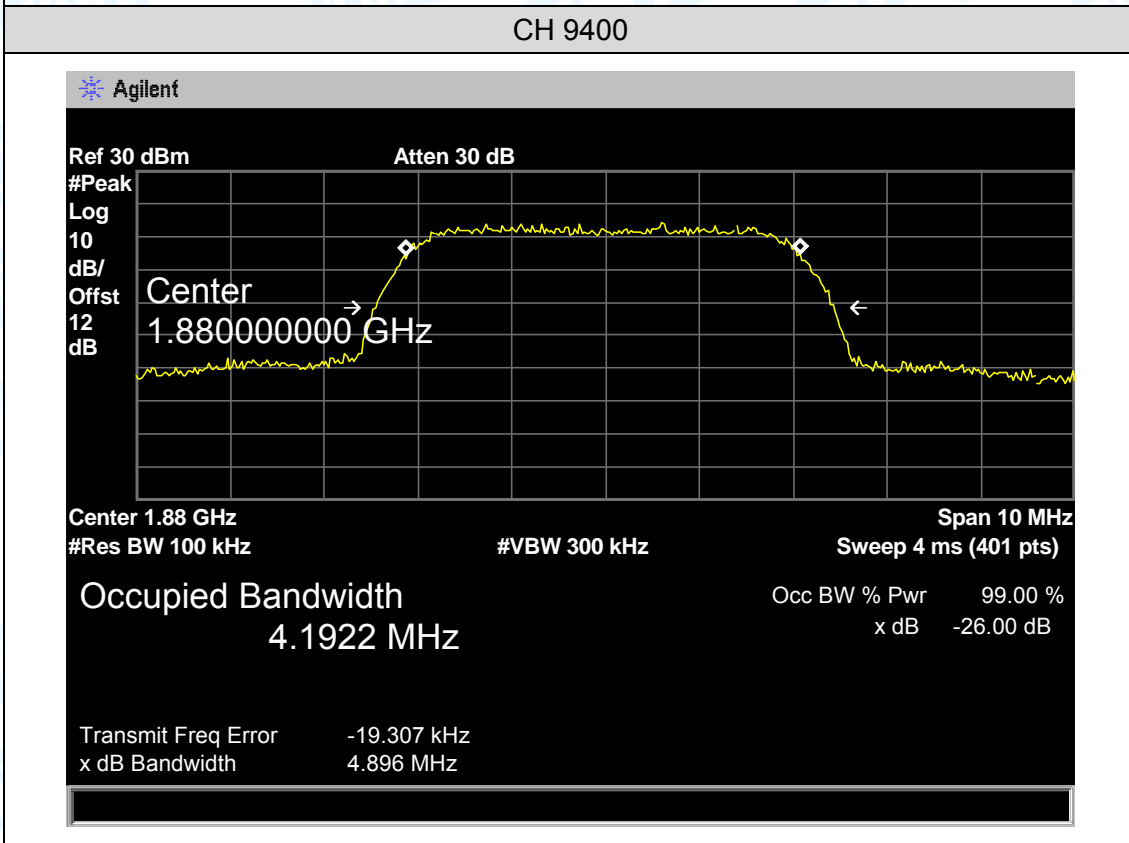 CH 9400
Agilent
Ref 30 dBm Atten 30 dB
#Peak
Log
10
dB/
Offst
12
dB
Center
1.880000000 GHz
Center 1.88 GHz Span 10 MHz
#Res BW 100 kHz #VBW 300 kHz Sweep 4 ms (401 pts)
Occupied Bandwidth
4.1922 MHz
Occ BW % Pwr 99.00 %
x dB -26.00 dB
Transmit Freq Error -19.307 kHz
x dB Bandwidth 4.896 MHz